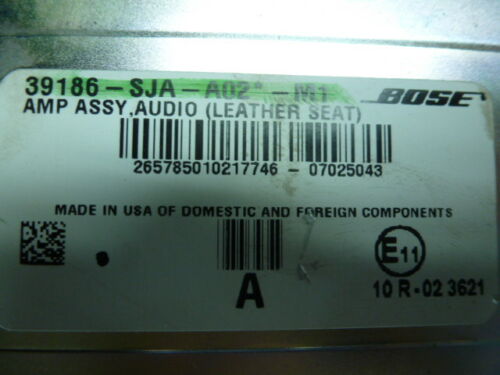 39186-SJA-A02*-M1 BOSE
AMP ASSY,AUDIO (LEATHER SEAT)
265785010217746 - 07025043
MADE IN USA OF DOMESTIC AND FOREIGN COMPONENTS
E11
A
10 R-02 3621